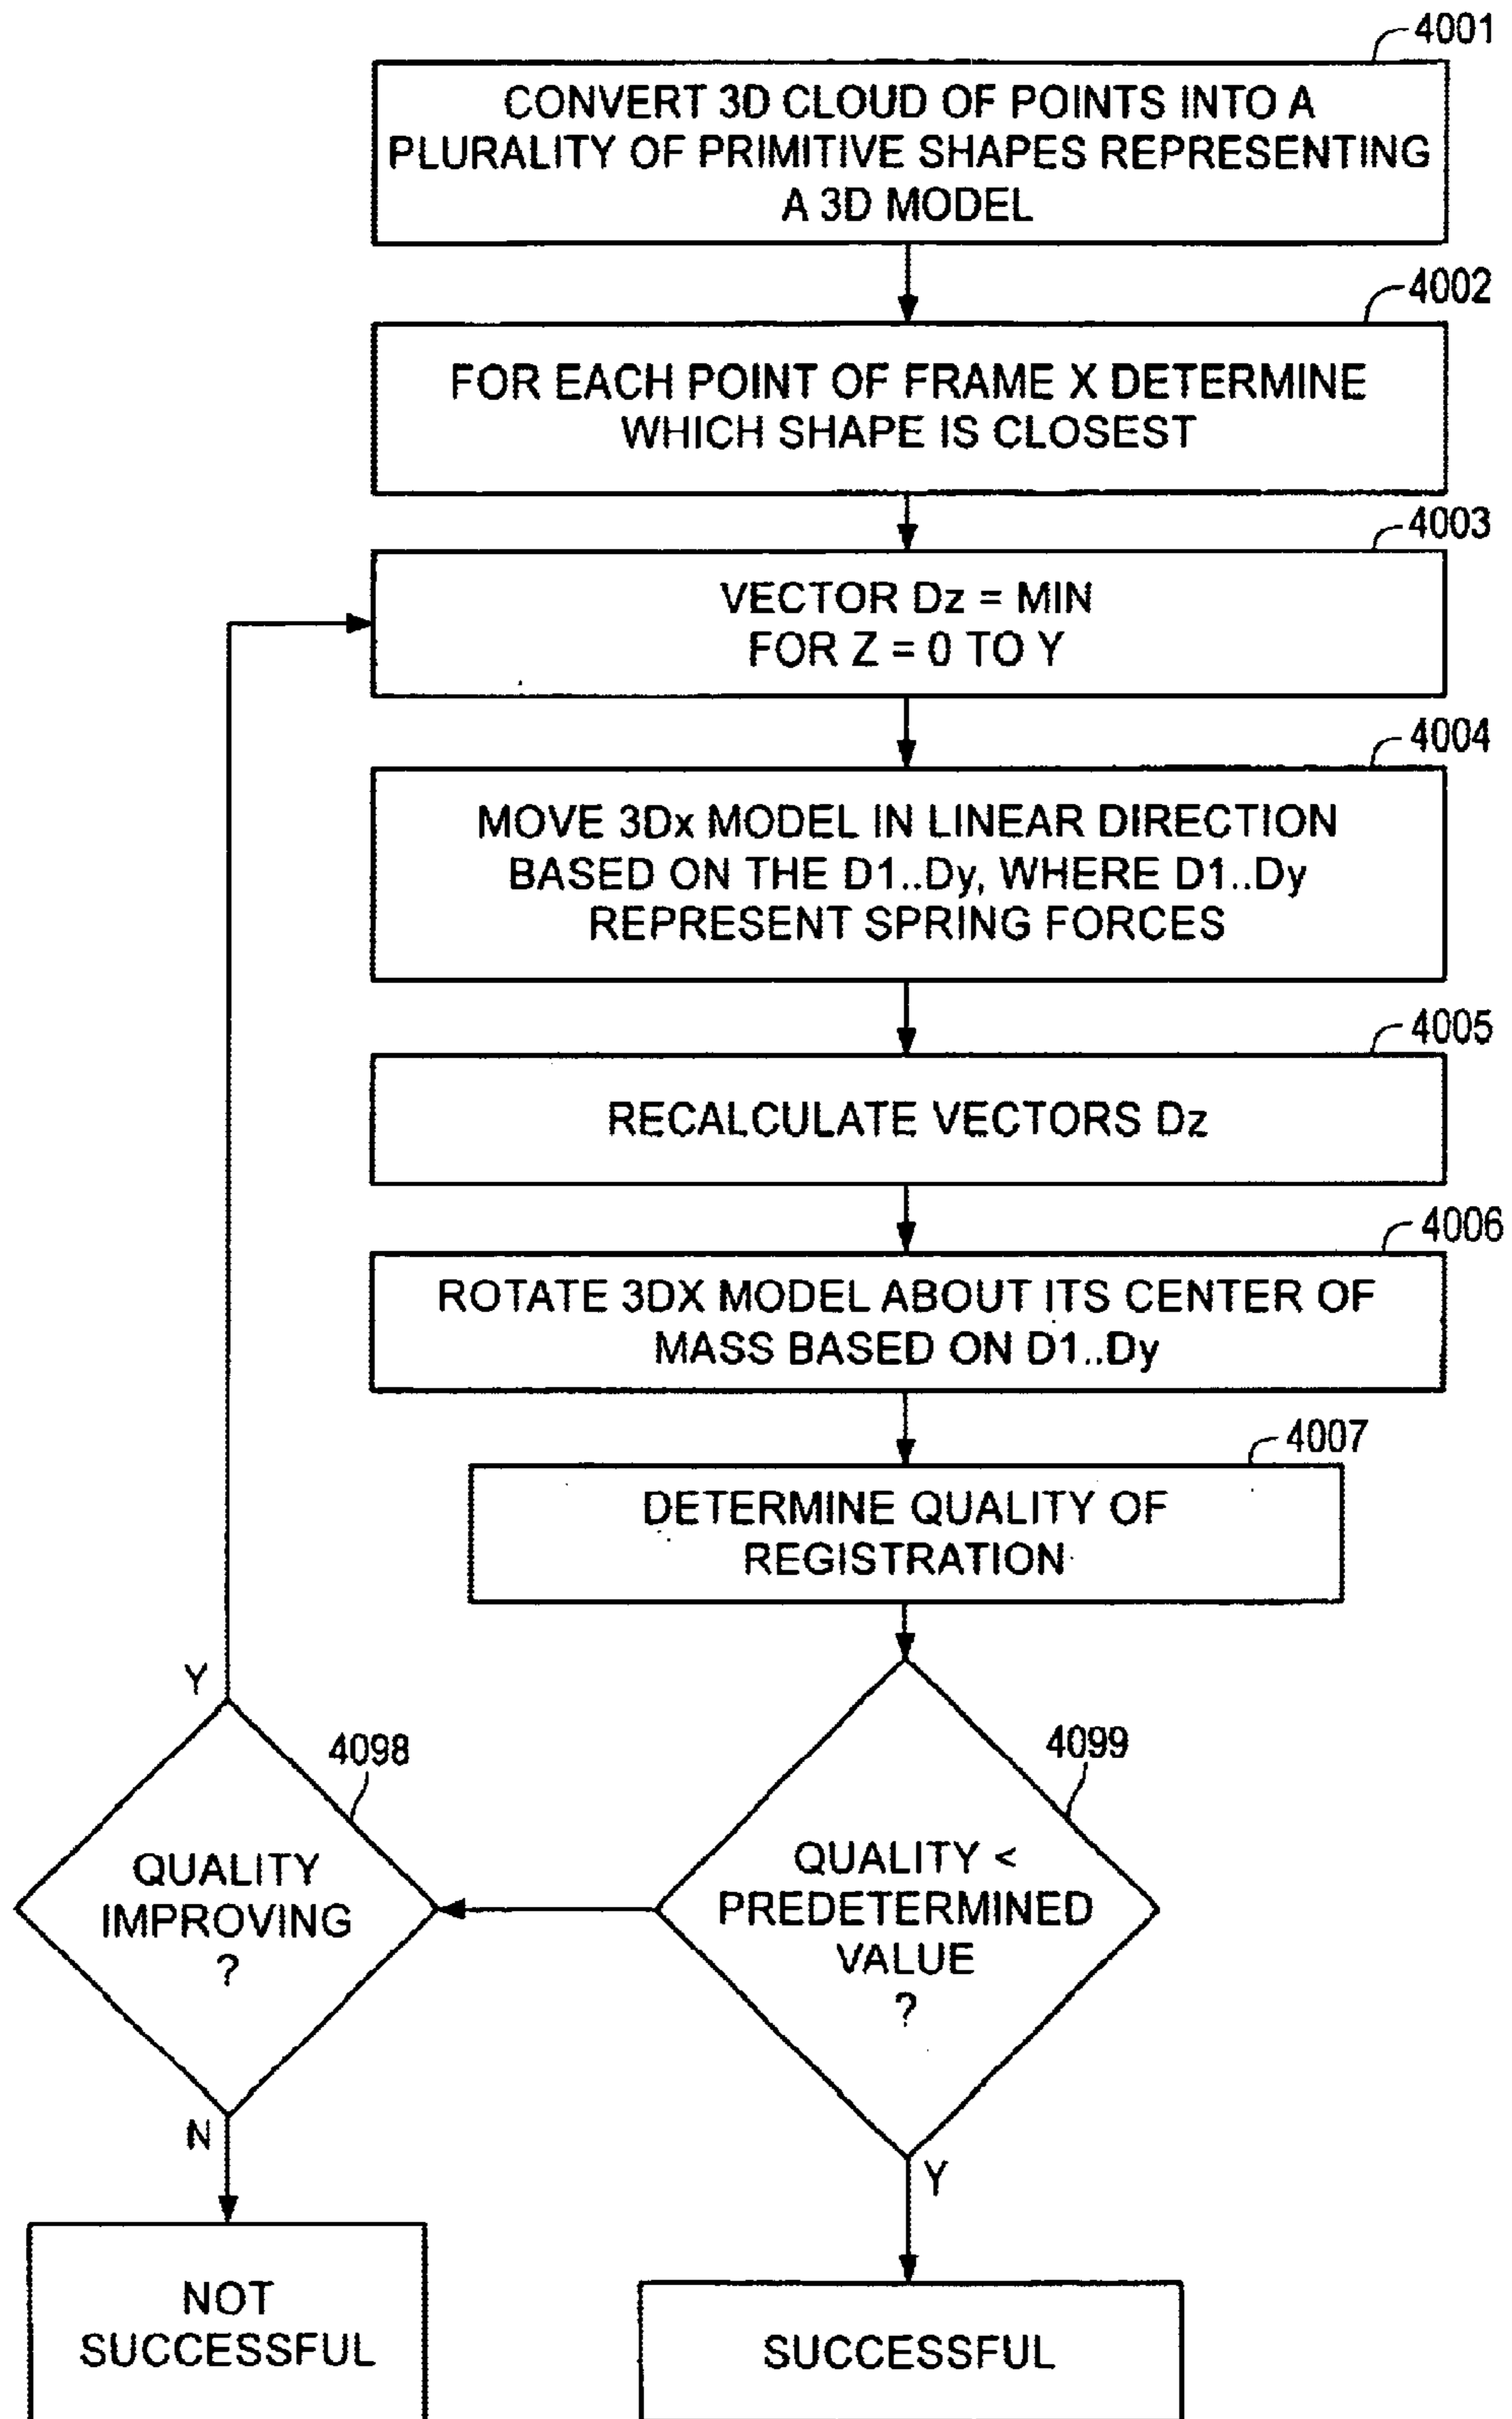 4001
CONVERT 3D CLOUD OF POINTS INTO A
PLURALITY OF PRIMITIVE SHAPES REPRESENTING
A 3D MODEL
4002
FOR EACH POINT OF FRAME X DETERMINE
WHICH SHAPE IS CLOSEST
4003
VECTOR Dz = MIN
FOR Z = 0 TO Y
4004
MOVE 3Dx MODEL IN LINEAR DIRECTION
BASED ON THE D1..Dy, WHERE D1..Dy
REPRESENT SPRING FORCES
4005
RECALCULATE VECTORS Dz
4006
ROTATE 3DX MODEL ABOUT ITS CENTER OF
MASS BASED ON D1..Dy
4007
DETERMINE QUALITY OF
REGISTRATION
4099
QUALITY <
PREDETERMINED
VALUE
?
Y
SUCCESSFUL
4098
QUALITY
IMPROVING
?
Y
N
NOT
SUCCESSFUL